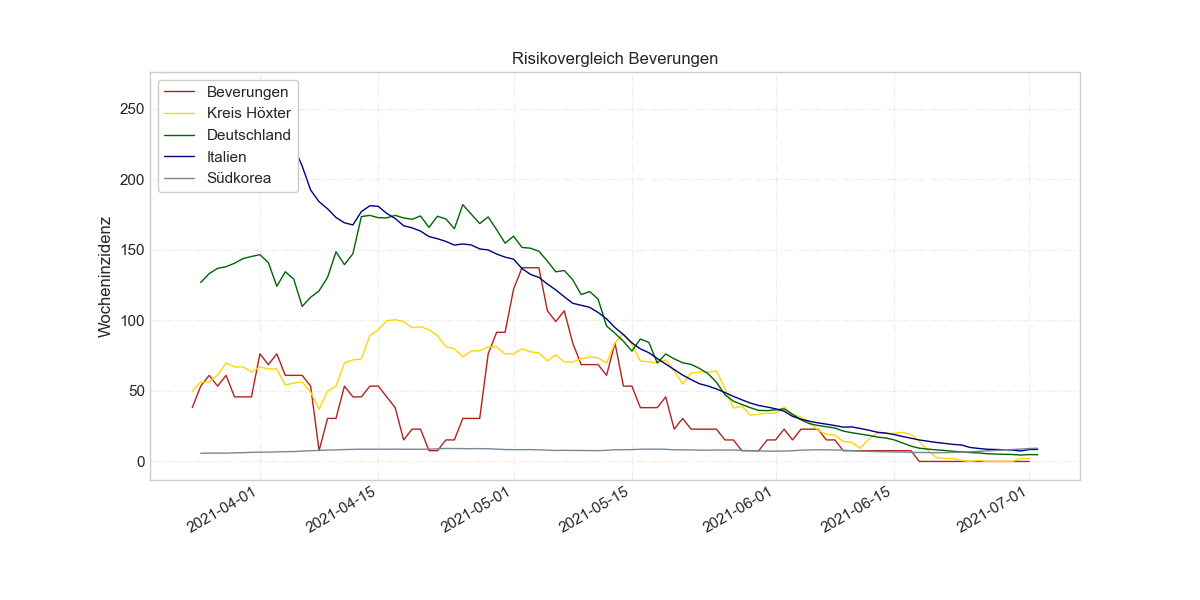 Risikovergleich Beverungen
Wocheninzidenz
250
200
150
100
50
0
Beverungen
Kreis Höxter
Deutschland
Italien
Südkorea
2021-04-01
2021-04-15
2021-05-01
2021-05-15
2021-06-01
2021-06-15
2021-07-01